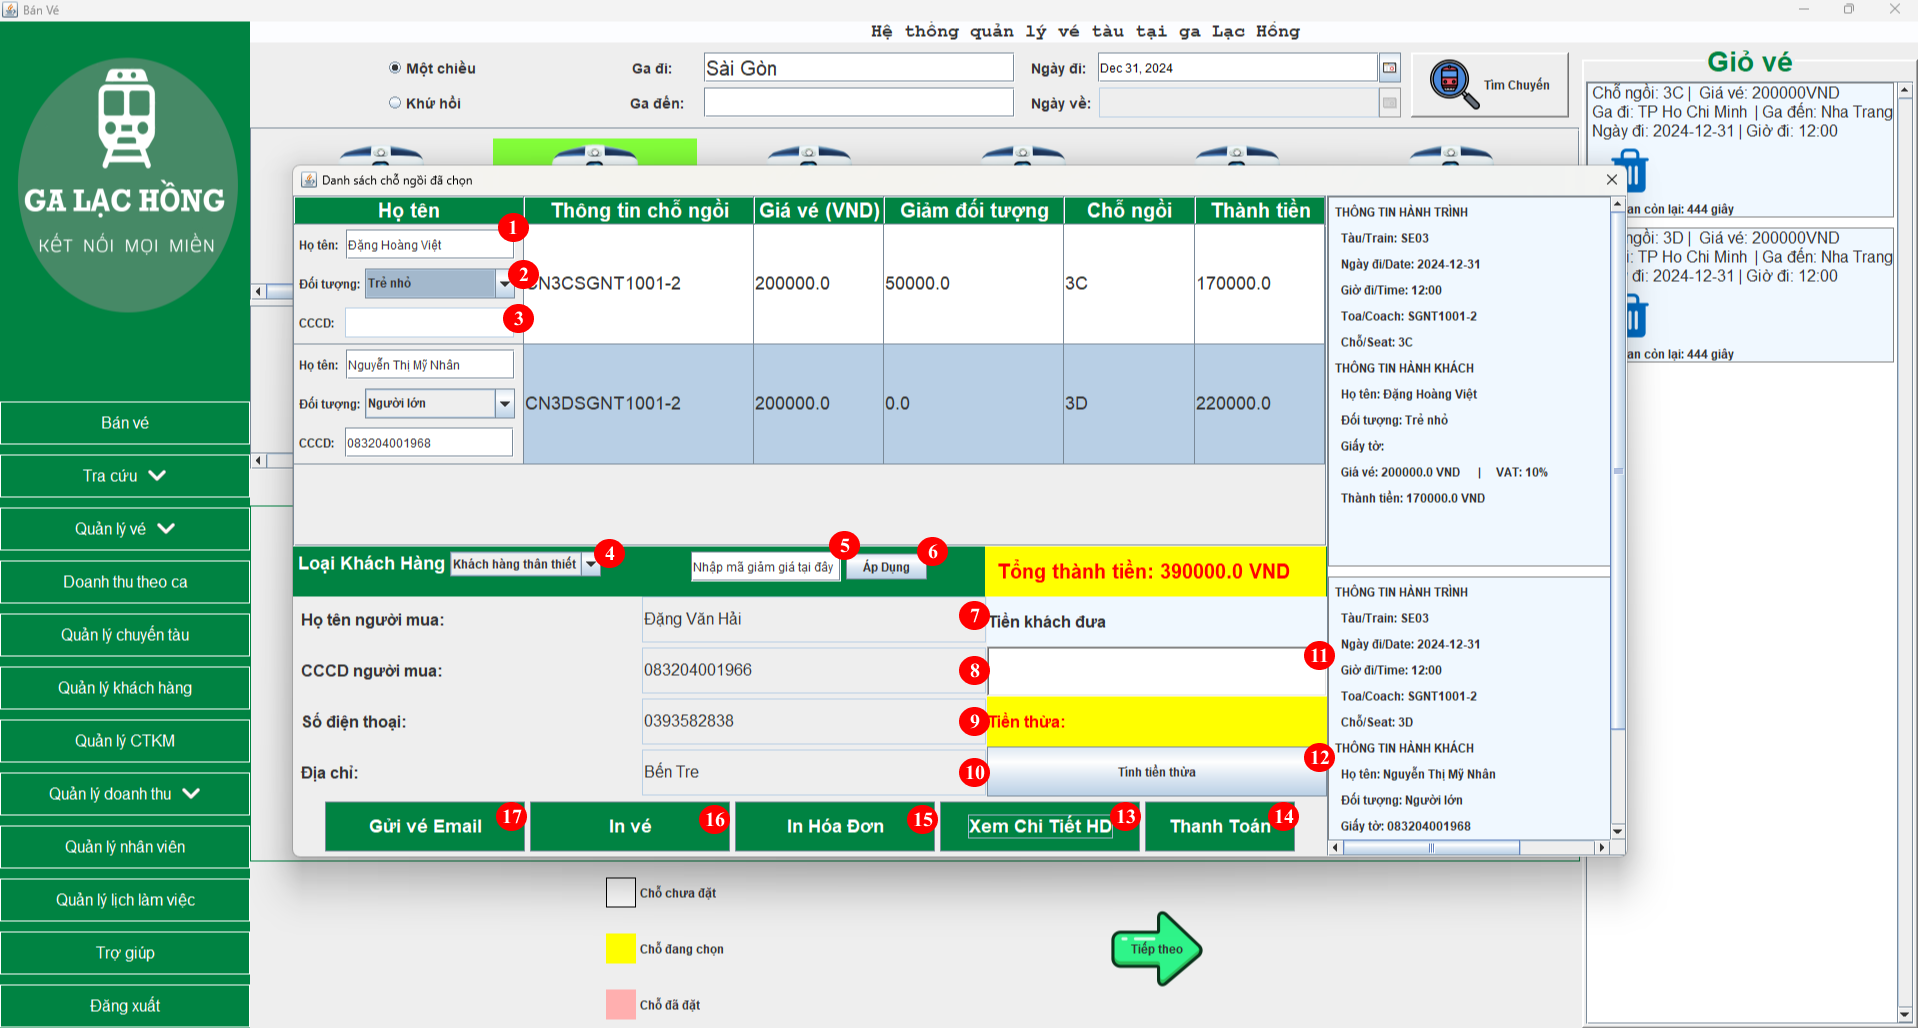 Bán Vé
Hệ thống quản lý vé tàu tại ga Lạc Hồng
GA LẠC HỒNG
KẾT NỐI MỌI MIỀN
Bán vé
Tra cứu
Quản lý vé
Doanh thu theo ca
Quản lý chuyến tàu
Quản lý khách hàng
Quản lý CTKM
Quản lý doanh thu
Quản lý nhân viên
Quản lý lịch làm việc
Trợ giúp
Đăng xuất
Một chiều
Khứ hồi
Ga đi: Sài Gòn
Ga đến:
Ngày đi: Dec 31, 2024
Ngày về:
Tìm Chuyến
Giỏ vé
Chỗ ngồi: 3C | Giá vé: 200000VND
Ga đi: TP Ho Chi Minh | Ga đến: Nha Trang
Ngày đi: 2024-12-31 | Giờ đi: 12:00
an còn lại: 444 giây
ngồi: 3D | Giá vé: 200000VND
i: TP Ho Chi Minh | Ga đến: Nha Trang
đi: 2024-12-31 | Giờ đi: 12:00
an còn lại: 444 giây
Danh sách chỗ ngồi đã chọn
Họ tên Thông tin chỗ ngồi Giá vé (VND) Giảm đối tượng Chỗ ngồi Thành tiền
Họ tên: Đặng Hoàng Việt 1
Đối tượng: Trẻ nhỏ 2
CCCD: 3
CN3CSGNT1001-2 200000.0 50000.0 3C 170000.0
Họ tên: Nguyễn Thị Mỹ Nhân
Đối tượng: Người lớn
CCCD: 083204001968
CN3DSGNT1001-2 200000.0 0.0 3D 220000.0
Loại Khách Hàng Khách hàng thân thiết 4
Nhập mã giảm giá tại đây 5 Áp Dụng 6
Tổng thành tiền: 390000.0 VND
Họ tên người mua: Đặng Văn Hải 7
CCCD người mua: 083204001966 8
Số điện thoại: 0393582838 9
Địa chỉ: Bến Tre 10
Tiền khách đưa
11
Tiền thừa:
Tính tiền thừa 12
Gửi vé Email 17
In vé 16
In Hóa Đơn 15
Xem Chi Tiết HD 13
Thanh Toán 14
THÔNG TIN HÀNH TRÌNH
Tàu/Train: SE03
Ngày đi/Date: 2024-12-31
Giờ đi/Time: 12:00
Toa/Coach: SGNT1001-2
Chỗ/Seat: 3C
THÔNG TIN HÀNH KHÁCH
Họ tên: Đặng Hoàng Việt
Đối tượng: Trẻ nhỏ
Giấy tờ:
Giá vé: 200000.0 VND | VAT: 10%
Thành tiền: 170000.0 VND
THÔNG TIN HÀNH TRÌNH
Tàu/Train: SE03
Ngày đi/Date: 2024-12-31
Giờ đi/Time: 12:00
Toa/Coach: SGNT1001-2
Chỗ/Seat: 3D
THÔNG TIN HÀNH KHÁCH
Họ tên: Nguyễn Thị Mỹ Nhân
Đối tượng: Người lớn
Giấy tờ: 083204001968
Chỗ chưa đặt
Chỗ đang chọn
Chỗ đã đặt
Tiếp theo